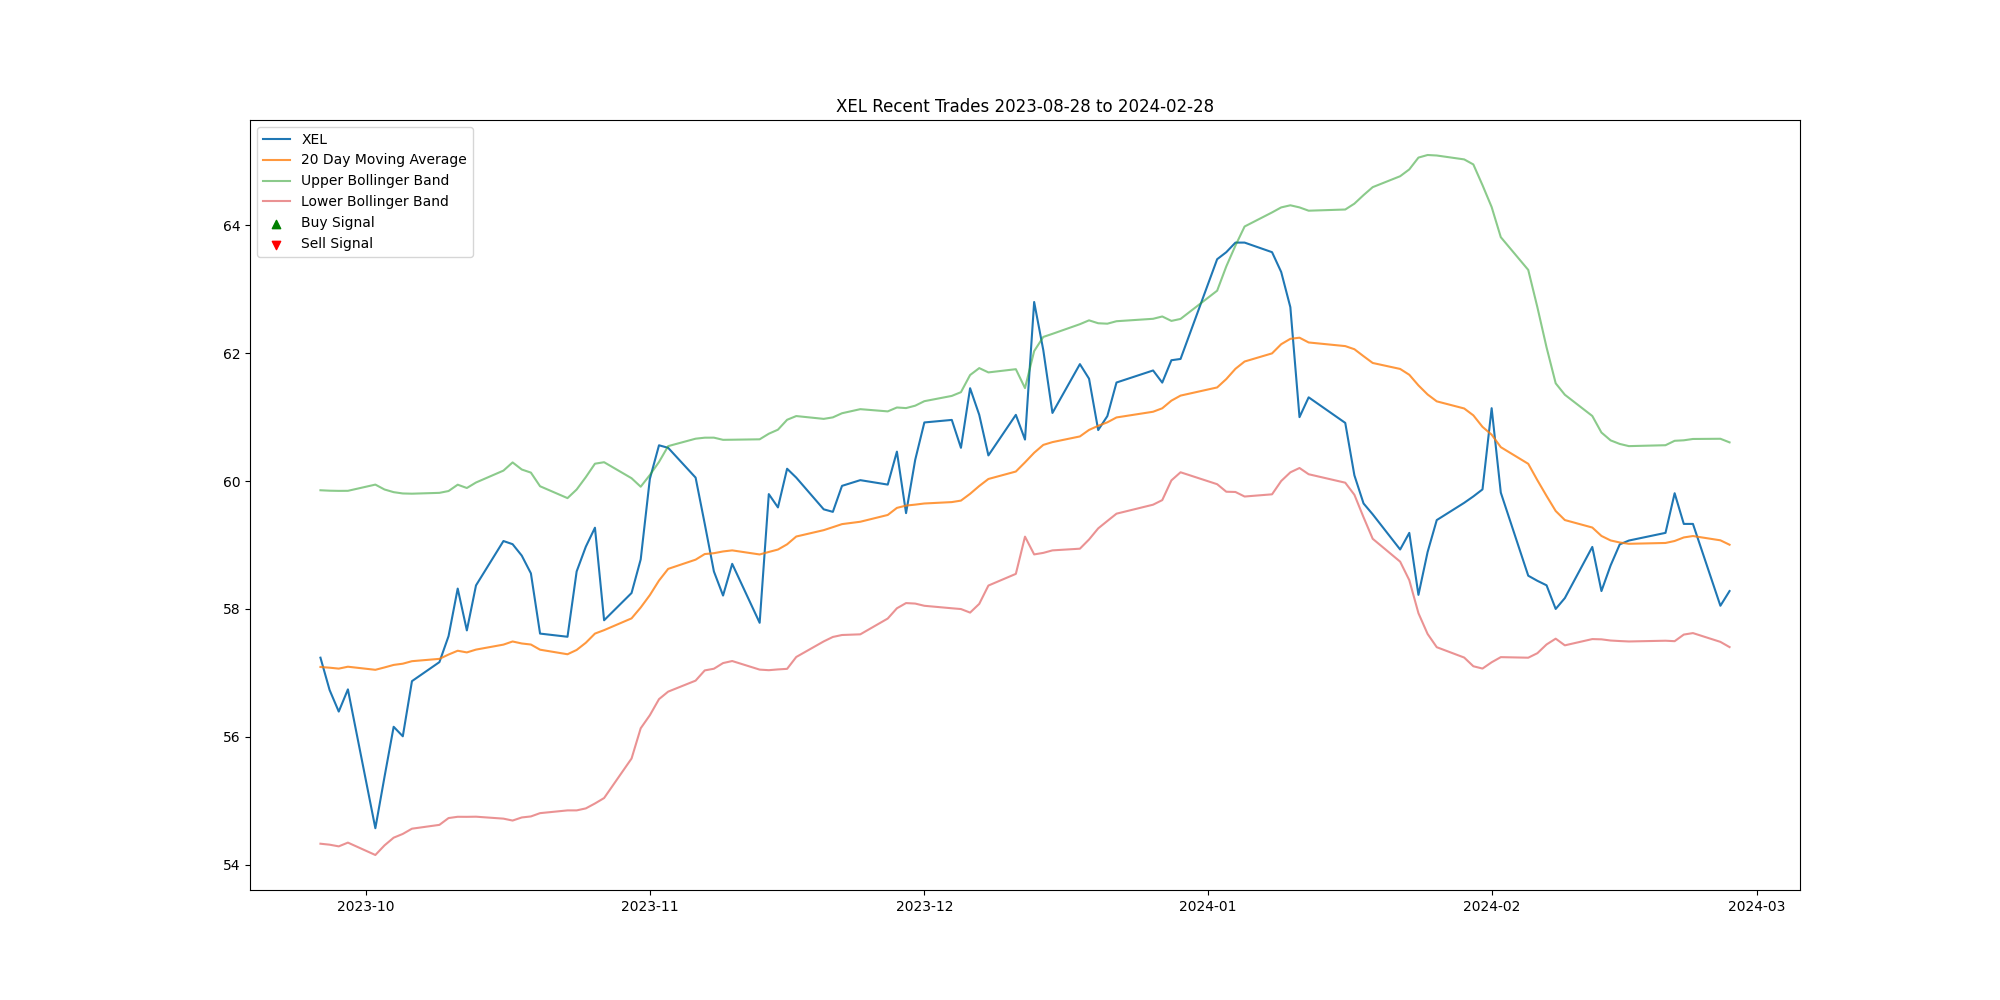 XEL Recent Trades 2023-08-28 to 2024-02-28
XEL
20 Day Moving Average
Upper Bollinger Band
Lower Bollinger Band
Buy Signal
Sell Signal
64
62
60
58
56
54
2023-10
2023-11
2023-12
2024-01
2024-02
2024-03